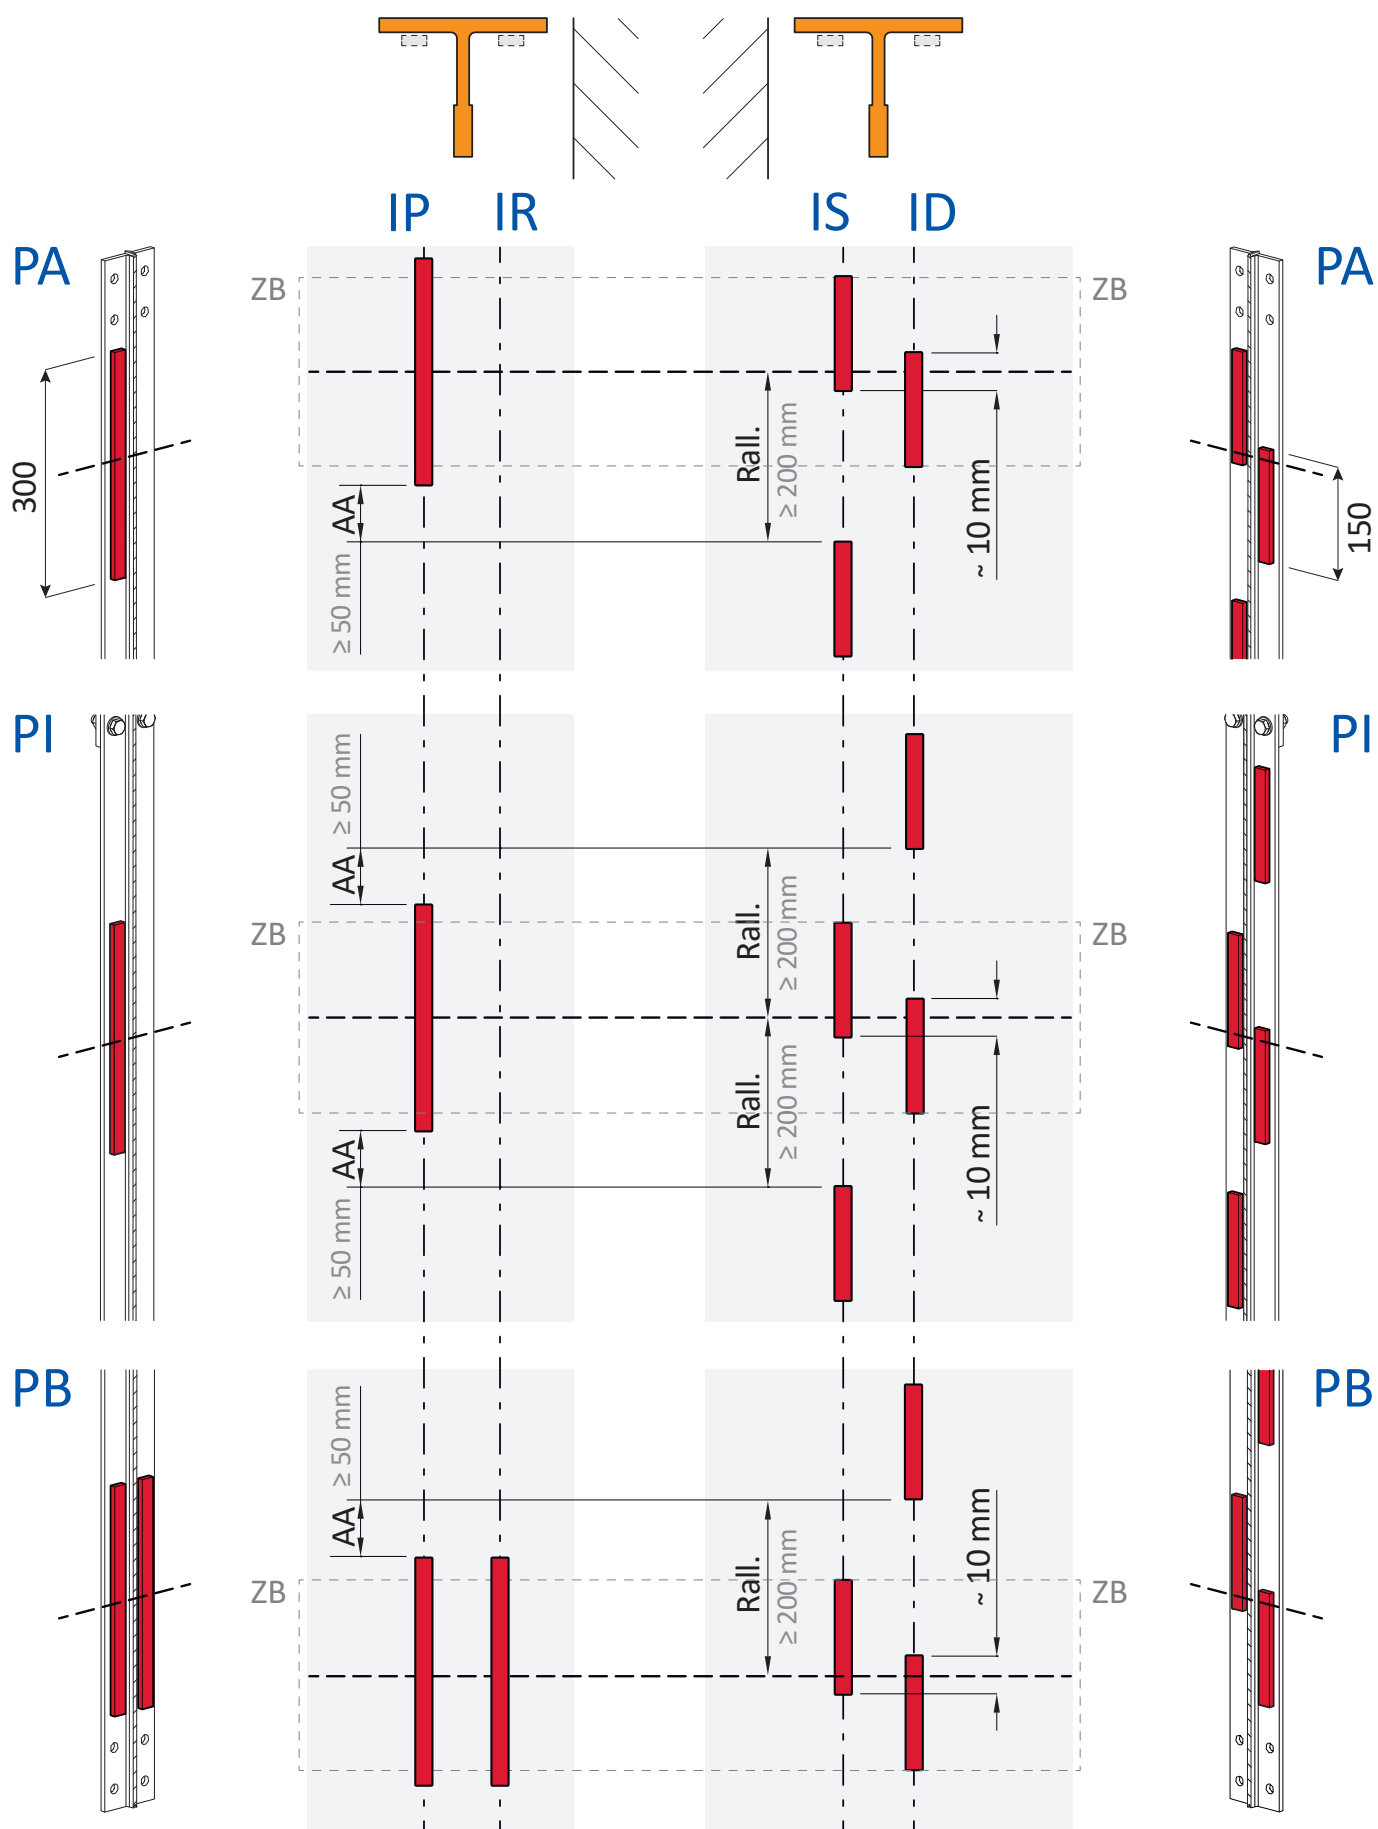 IP IR IS ID
PA PA
ZB ZB
300
AA
≥ 50 mm
Rall.
≥ 200 mm
~ 10 mm
150
PI PI
≥ 50 mm
AA
Rall.
≥ 200 mm
ZB ZB
Rall.
≥ 200 mm
AA
≥ 50 mm
~ 10 mm
PB PB
≥ 50 mm
AA
Rall.
≥ 200 mm
~ 10 mm
ZB ZB